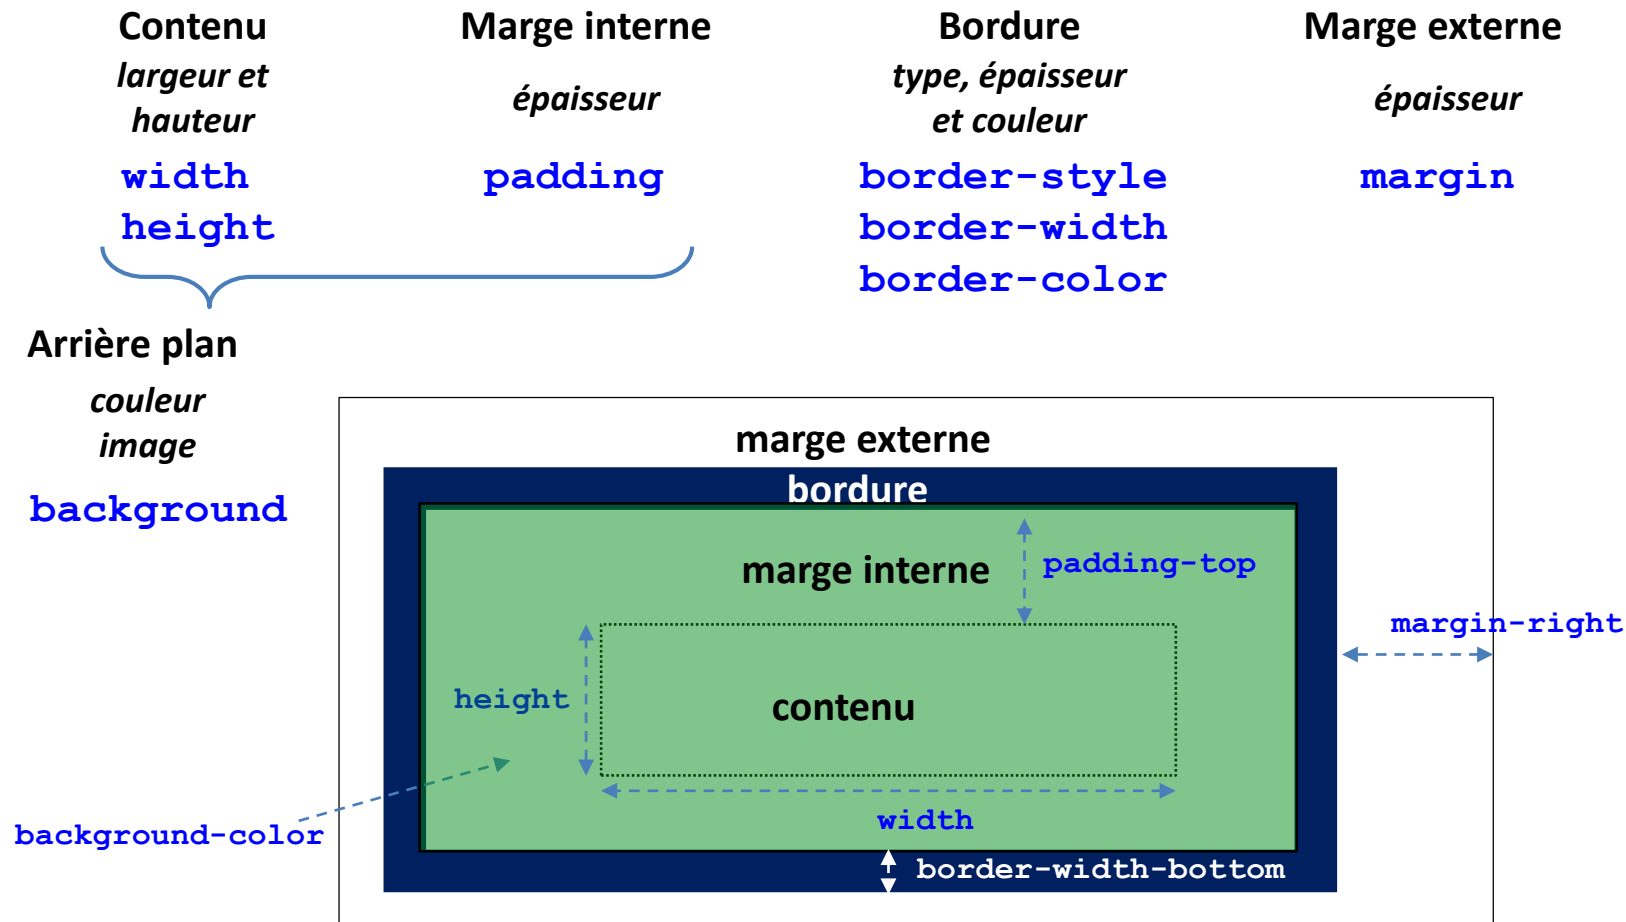 Contenu
largeur et
hauteur
width
height
Marge interne
épaisseur
padding
Bordure
type, épaisseur
et couleur
border-style
border-width
border-color
Marge externe
épaisseur
margin
Arrière plan
couleur
image
background
marge externe
bordure
marge interne
padding-top
margin-right
height
contenu
width
background-color
border-width-bottom